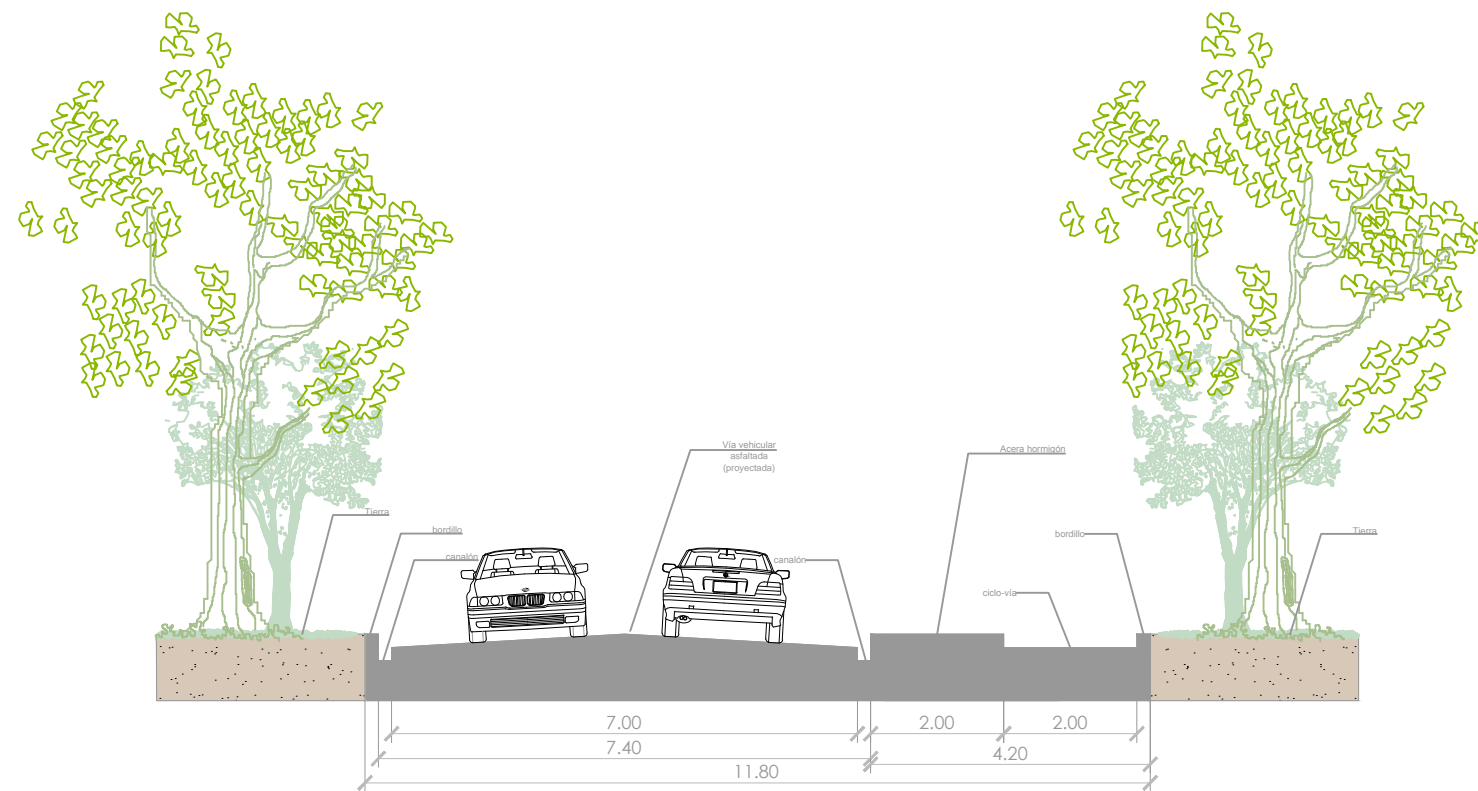 Vía vehicular
asfaltada
(proyectada)
Acera hormigón
Tierra
bordillo
canalón
canalón
bordillo
Tierra
ciclo-vía
7.00
2.00
2.00
7.40
4.20
11.80